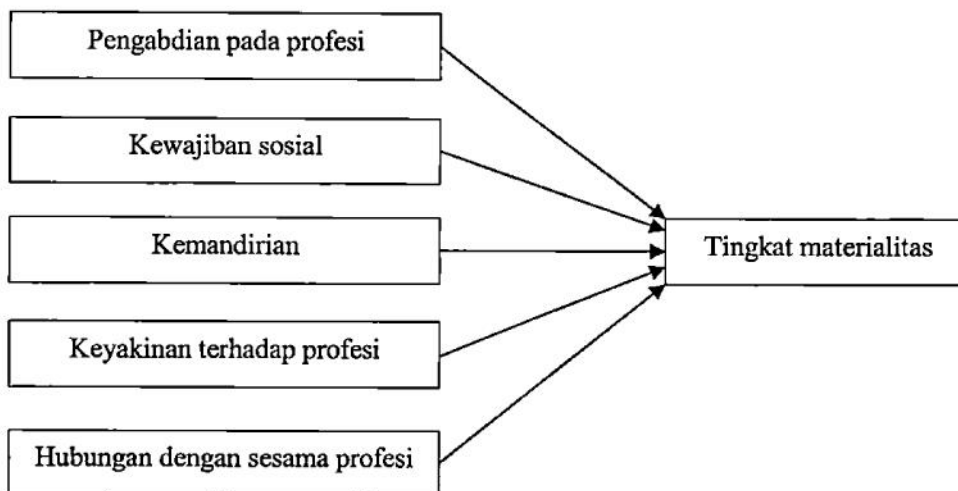 Pengabdian pada profesi
Kewajiban sosial
Kemandirian
Tingkat materialitas
Keyakinan terhadap profesi
Hubungan dengan sesama profesi